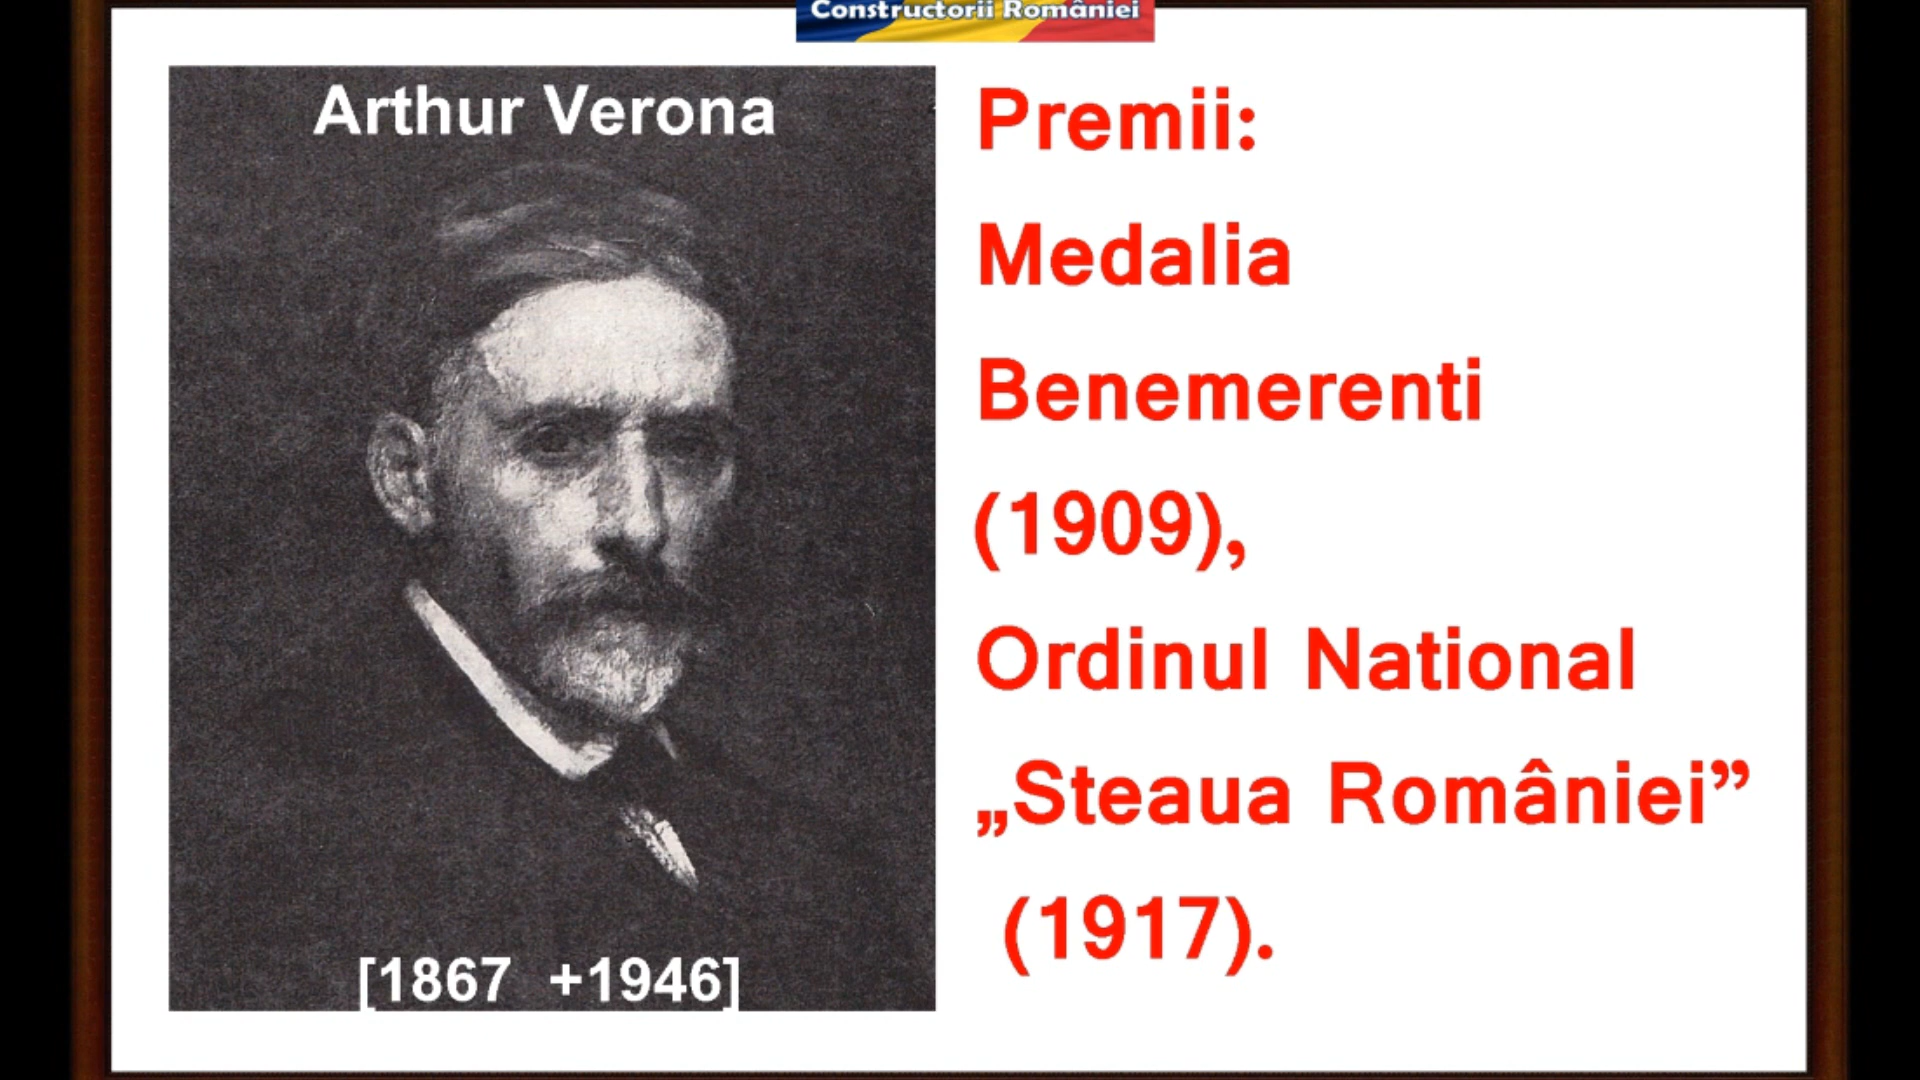 Constructorii României
Arthur Verona
[1867 +1946]
Premii:
Medalia
Benemerenti
(1909),
Ordinul National
„Steaua României”
(1917).